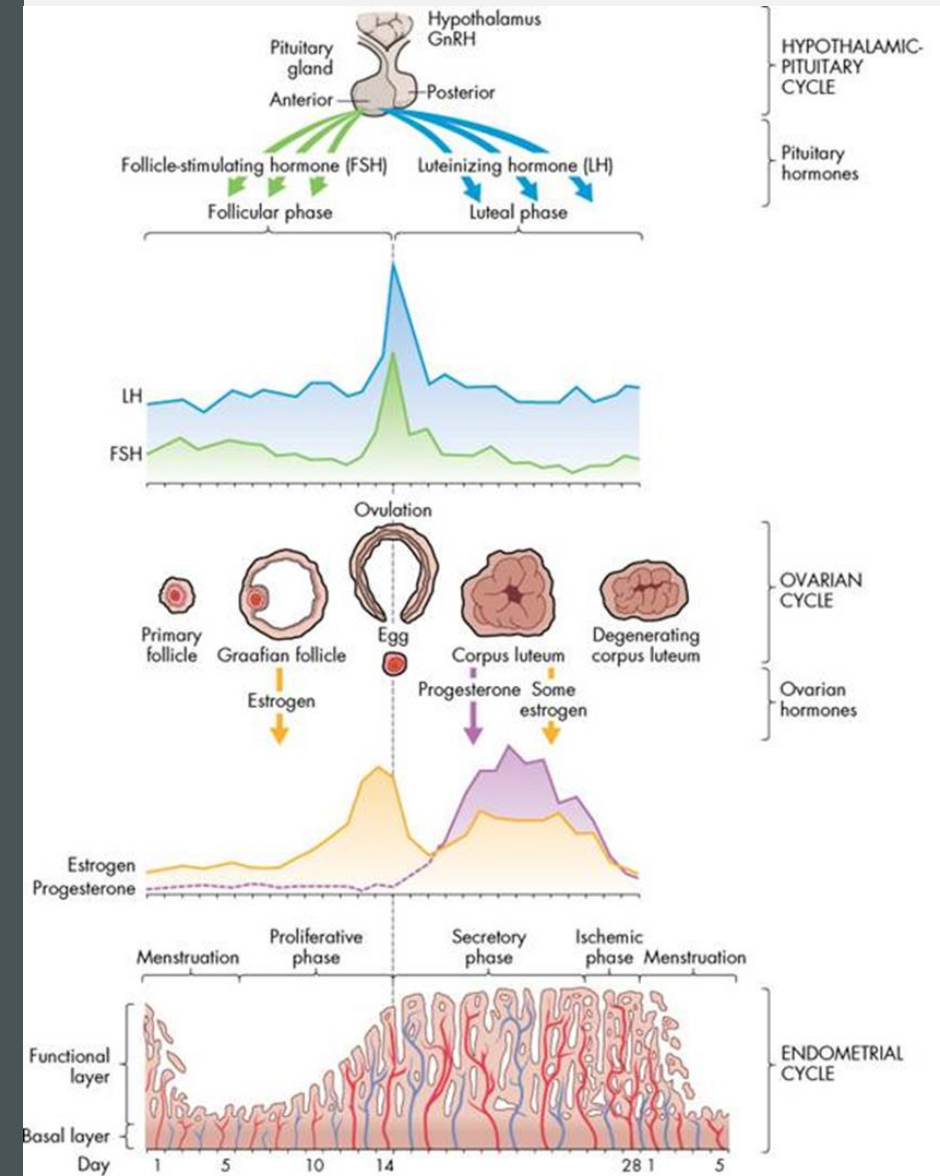 Hypothalamus
GnRH
Pituitary
gland
Anterior
Posterior
HYPOTHALAMIC-
PITUITARY
CYCLE
Follicle-stimulating hormone (FSH)
Luteinizing hormone (LH)
Pituitary
hormones
Follicular phase
Luteal phase
LH
FSH
Ovulation
Primary
follicle
Graafian follicle
Egg
Corpus luteum
Degenerating
corpus luteum
OVARIAN
CYCLE
Estrogen
Progesterone
Some
estrogen
Ovarian
hormones
Estrogen
Progesterone
Menstruation
Proliferative
phase
Secretory
phase
Ischemic
phase
Menstruation
Functional
layer
Basal layer
ENDOMETRIAL
CYCLE
Day 1 5 10 14 28 1 5